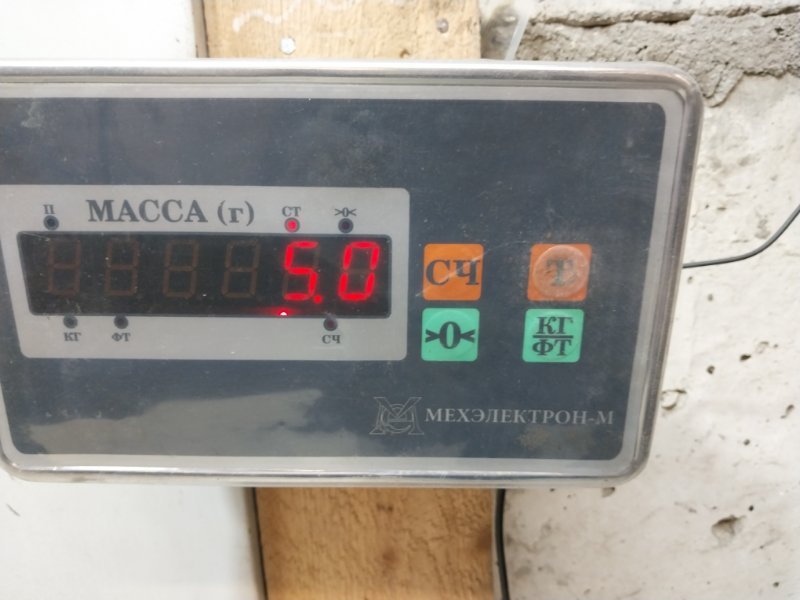 П МАССА (г) СТ >0<
5.0
КГ ФТ СЧ
СЧ Т
>0< КГ/ФТ
МЕХЭЛЕКТРОН-М